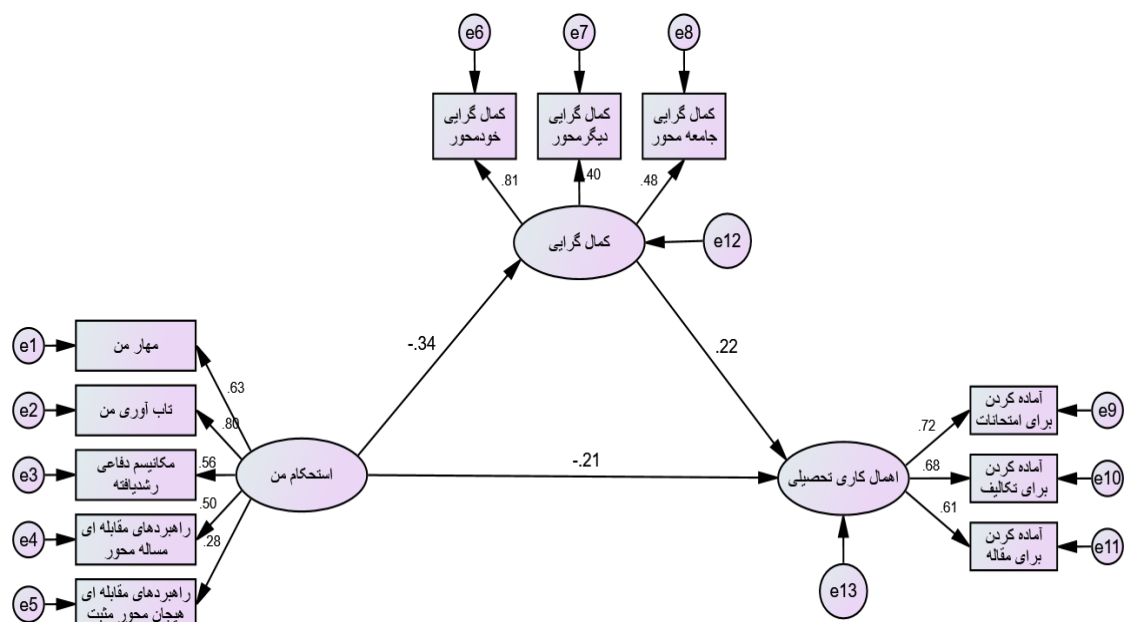 e6
e7
e8
کمال گرایی
خودمحور
کمال گرایی
دیگرمحور
کمال گرایی
جامعه محور
.81
.40
.48
کمال گرایی
e12
-.34
.22
e1
مهار من
.63
e2
تاب آوری من
.80
e3
مکانیسم دفاعی
رشدیافته
.56
e4
راهبردهای مقابله ای
مساله محور
.50
e5
راهبردهای مقابله ای
هیجان محور مثبت
.28
استحکام من
-.21
اهمال کاری تحصیلی
e13
.72
آماده کردن
برای امتحانات
e9
.68
آماده کردن
برای تکالیف
e10
.61
آماده کردن
برای مقاله
e11